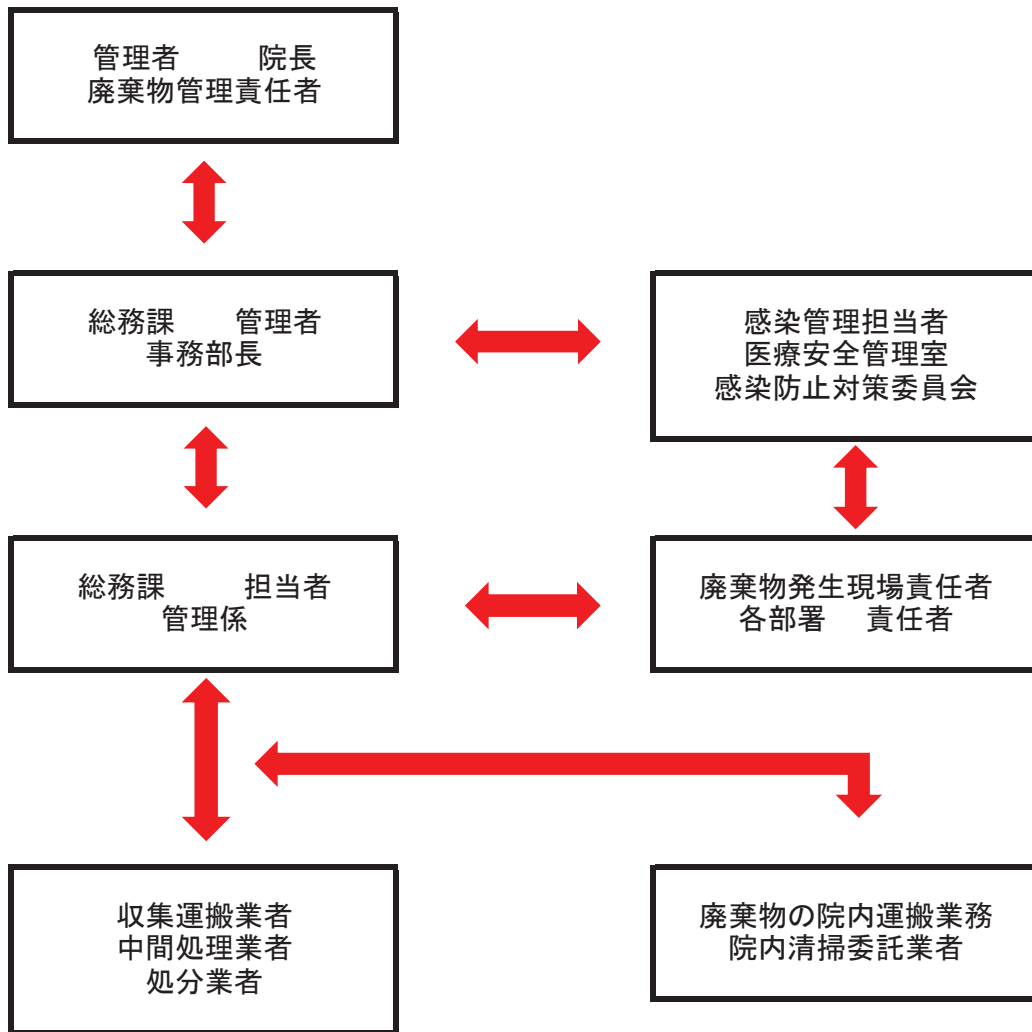 管理者　　　院長
廃棄物管理責任者
総務課　　管理者
事務部長
感染管理担当者
医療安全管理室
感染防止対策委員会
総務課　　　担当者
管理係
廃棄物発生現場責任者
各部署　責任者
収集運搬業者
中間処理業者
処分業者
廃棄物の院内運搬業務
院内清掃委託業者